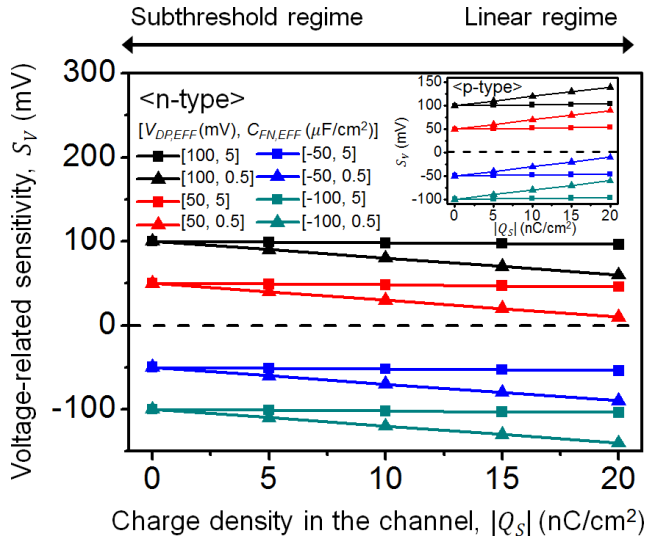 Subthreshold regime Linear regime
Voltage-related sensitivity, S_V (mV)
300
200
100
0
-100
<n-type>
[V_DP,EFF (mV), C_FN,EFF (μF/cm²)]
[100, 5] [-50, 5]
[100, 0.5] [-50, 0.5]
[50, 5] [-100, 5]
[50, 0.5] [-100, 0.5]
<p-type>
S_V (mV)
150
100
50
0
-50
-100
0 5 10 15 20
|Q_S| (nC/cm²)
0 5 10 15 20
Charge density in the channel, |Q_S| (nC/cm²)